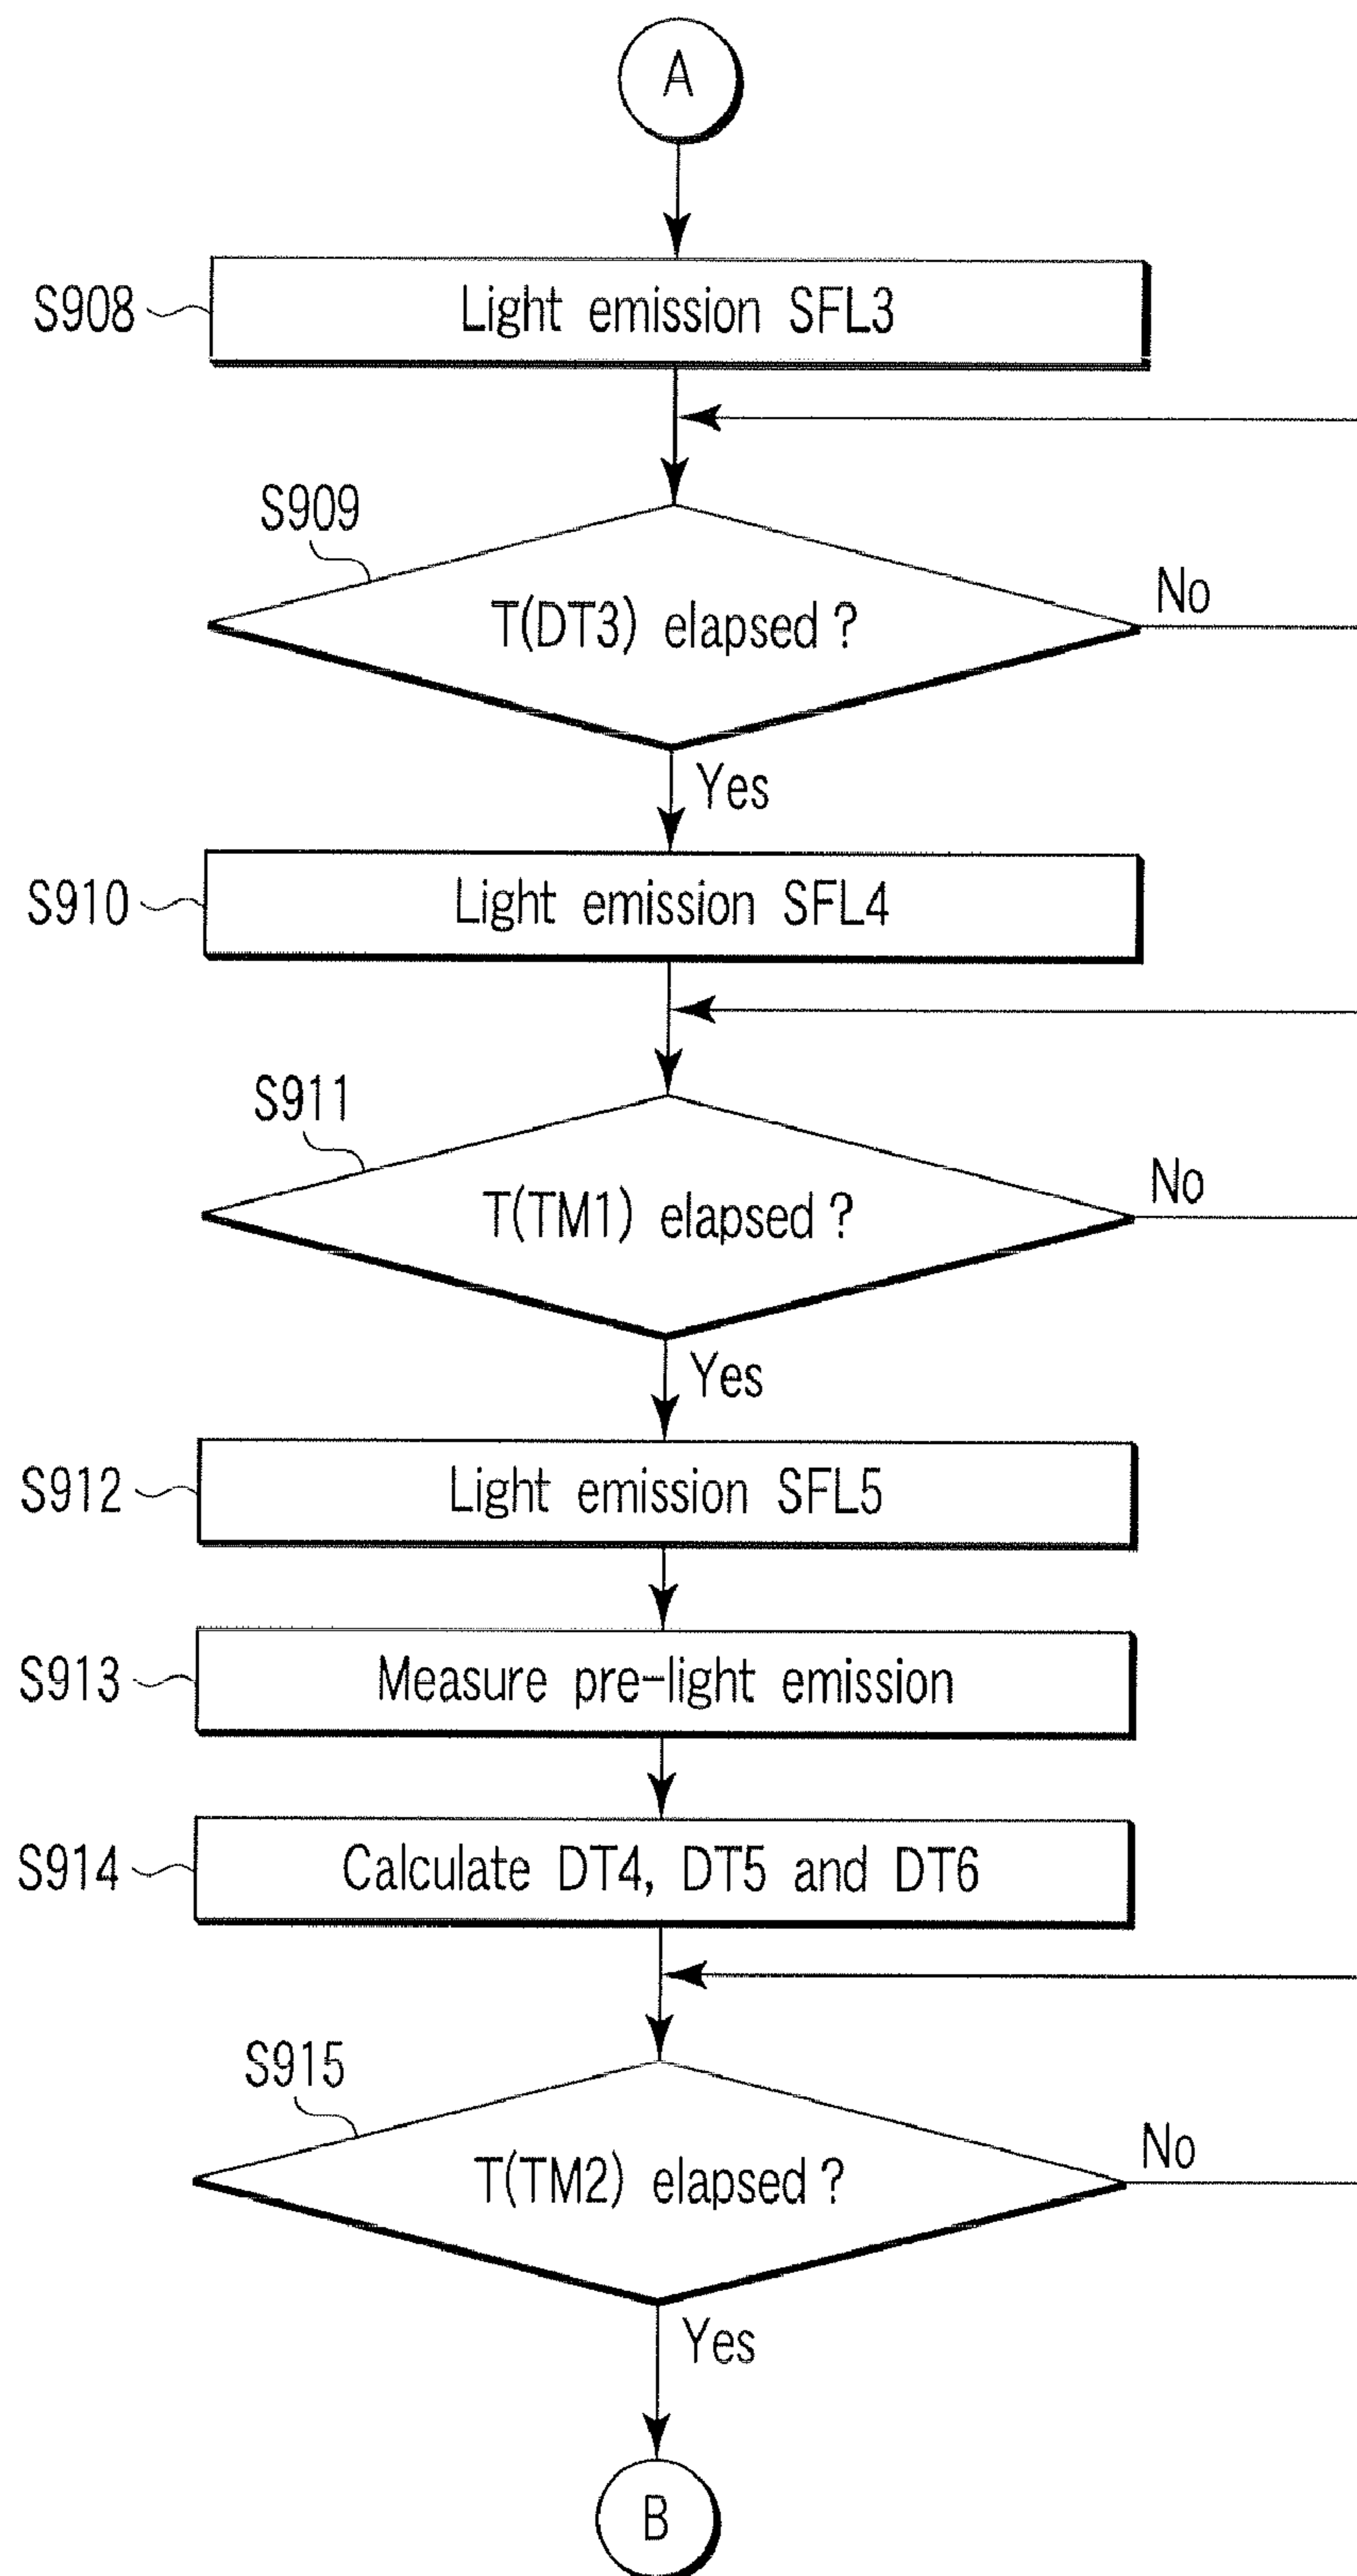 A
S908
Light emission SFL3
S909
T(DT3) elapsed ?
No
Yes
S910
Light emission SFL4
S911
T(TM1) elapsed ?
No
Yes
S912
Light emission SFL5
S913
Measure pre-light emission
S914
Calculate DT4, DT5 and DT6
S915
T(TM2) elapsed ?
No
Yes
B